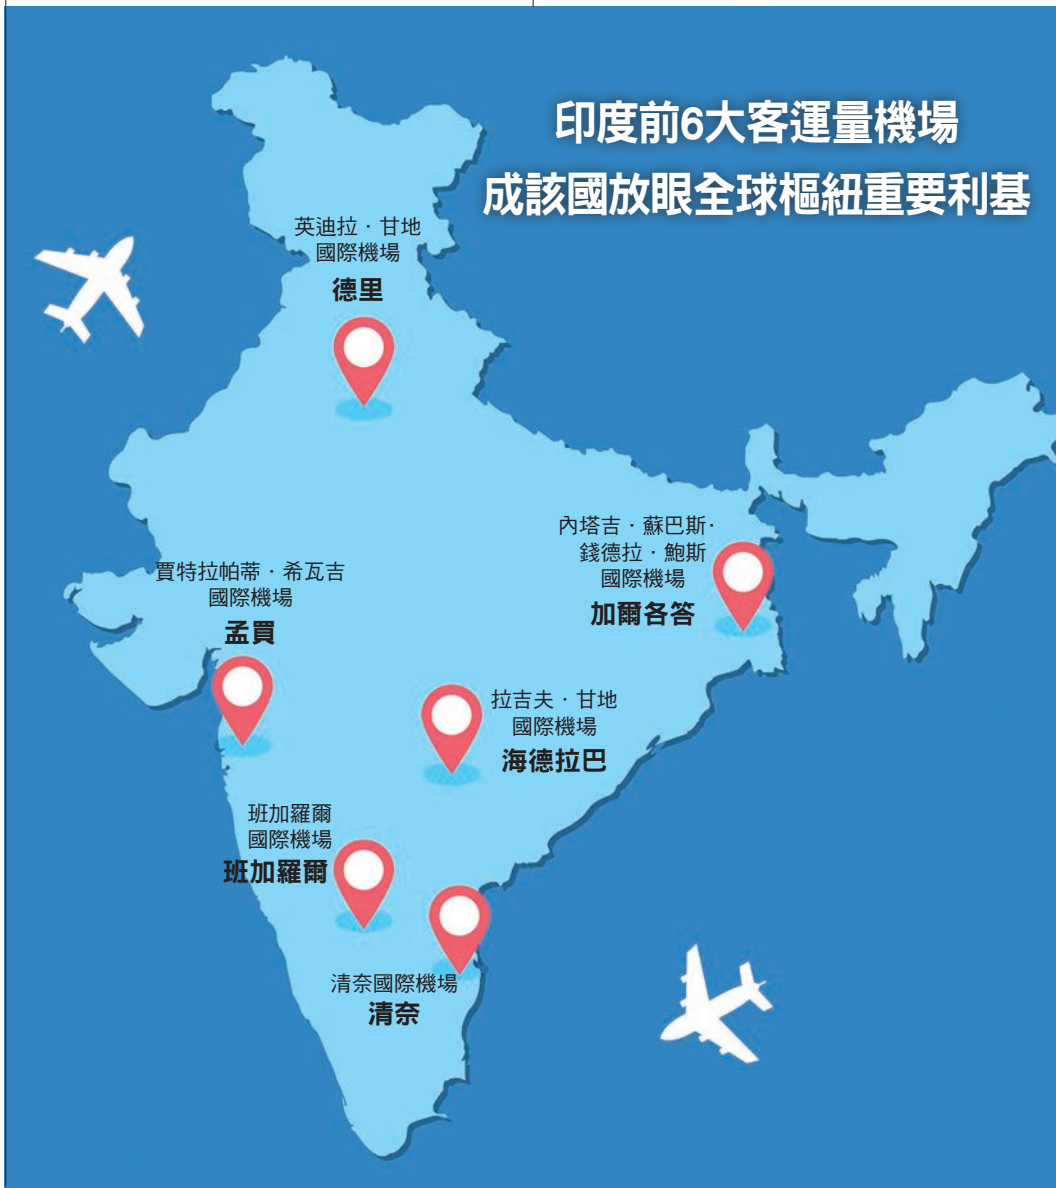 印度前6大客運量機場
成該國放眼全球樞紐重要利基
英迪拉．甘地
國際機場
德里
內塔吉．蘇巴斯．
錢德拉．鮑斯
國際機場
加爾各答
賈特拉帕蒂．希瓦吉
國際機場
孟買
拉吉夫．甘地
國際機場
海德拉巴
班加羅爾
國際機場
班加羅爾
清奈國際機場
清奈